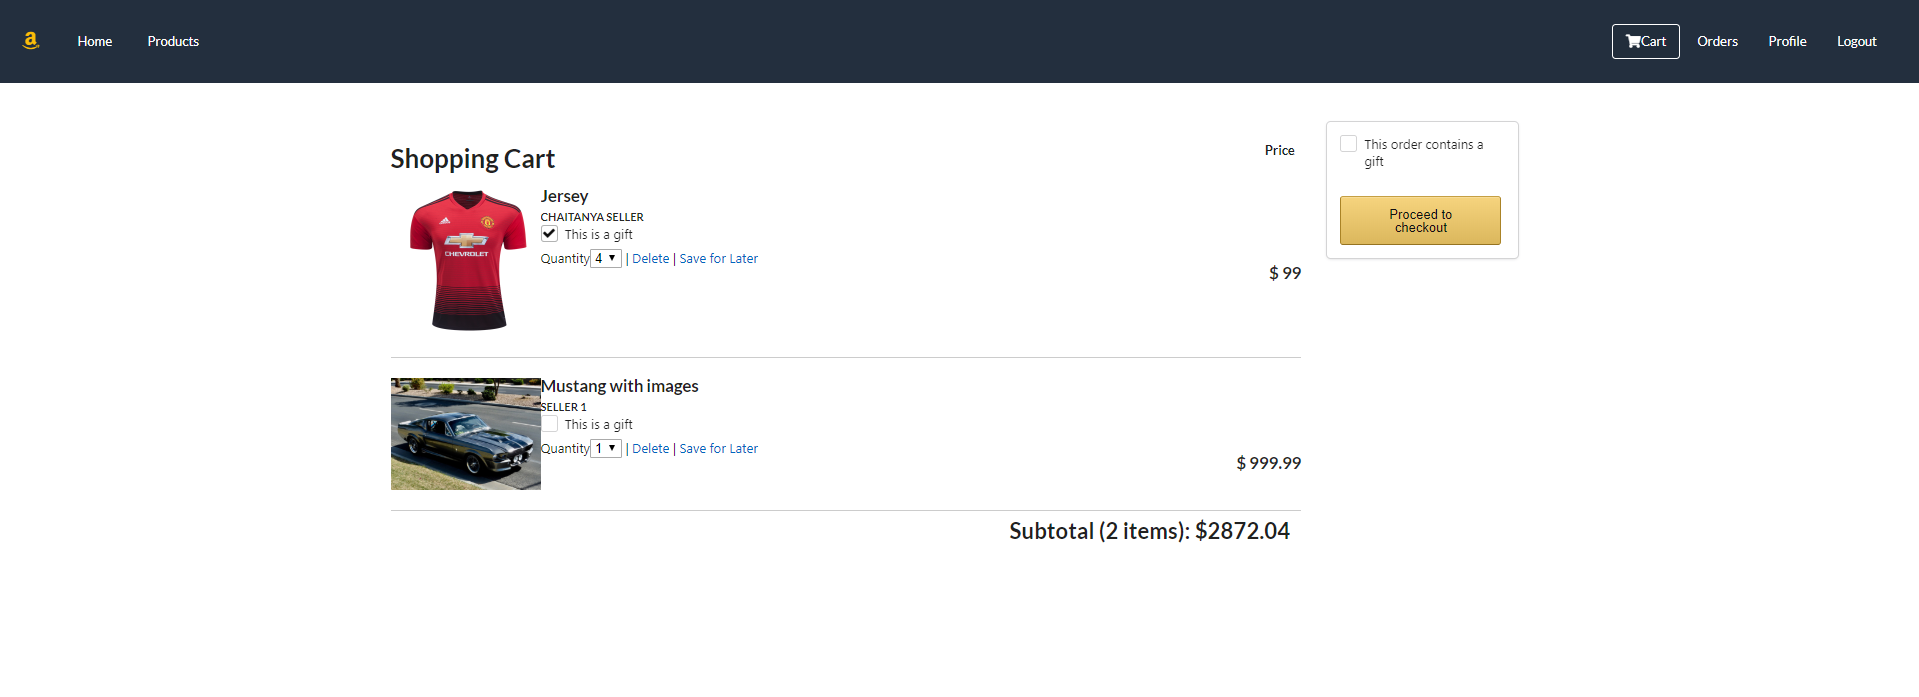 a Home Products Cart Orders Profile Logout
Shopping Cart
Price
This order contains a
gift
Proceed to
checkout
Jersey
CHAITANYA SELLER
This is a gift
Quantity 4 | Delete | Save for Later
$ 99
CHEVROLET
Mustang with images
SELLER 1
This is a gift
Quantity 1 | Delete | Save for Later
$ 999.99
Subtotal (2 items): $2872.04